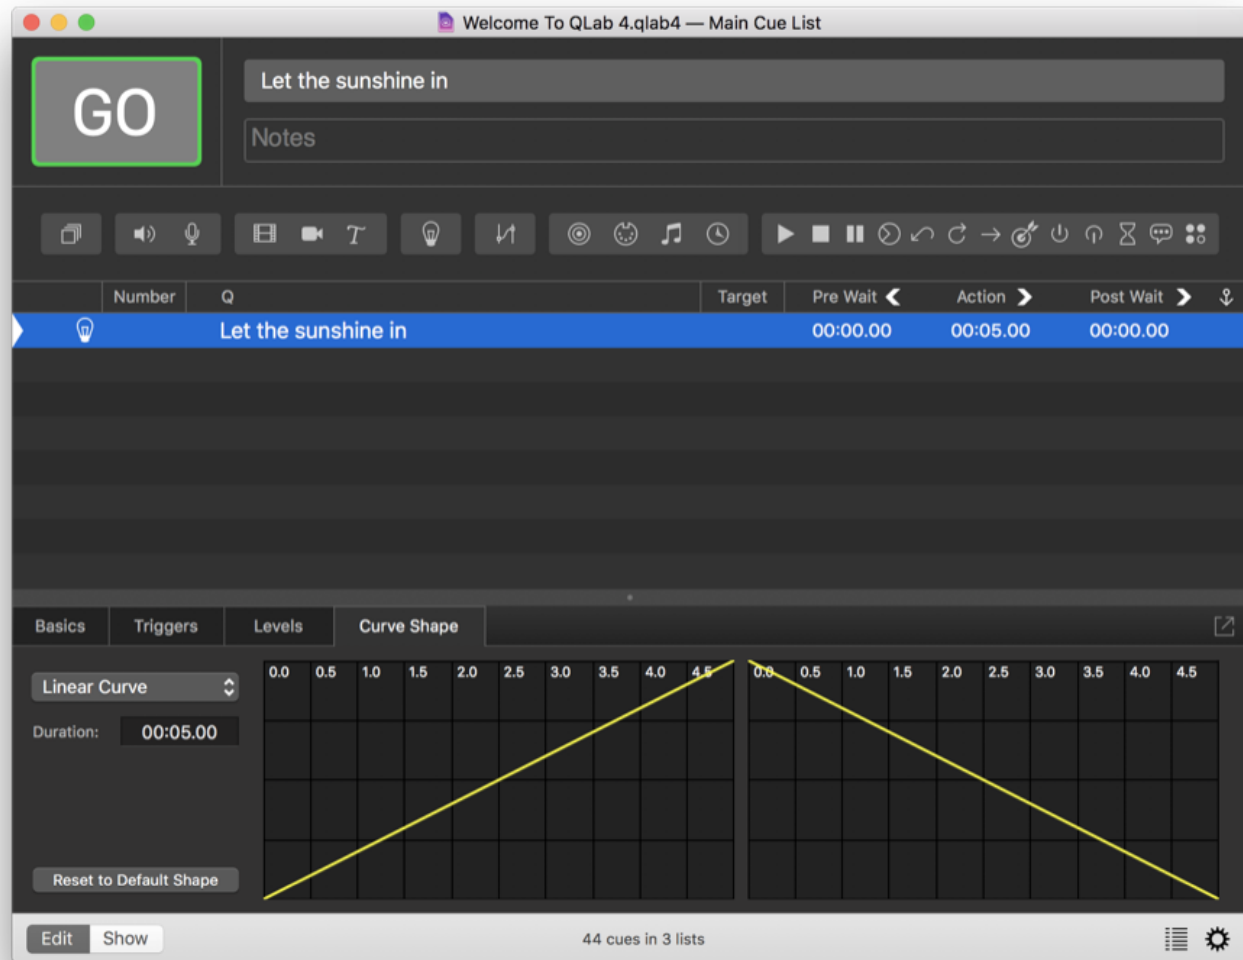 Welcome To QLab 4.qlab4 — Main Cue List
GO
Let the sunshine in
Notes
Number Q Target Pre Wait Action Post Wait
Let the sunshine in 00:00.00 00:05.00 00:00.00
Basics Triggers Levels Curve Shape
Linear Curve
Duration: 00:05.00
Reset to Default Shape
0.0 0.5 1.0 1.5 2.0 2.5 3.0 3.5 4.0 4.5
0.0 0.5 1.0 1.5 2.0 2.5 3.0 3.5 4.0 4.5
Edit Show 44 cues in 3 lists